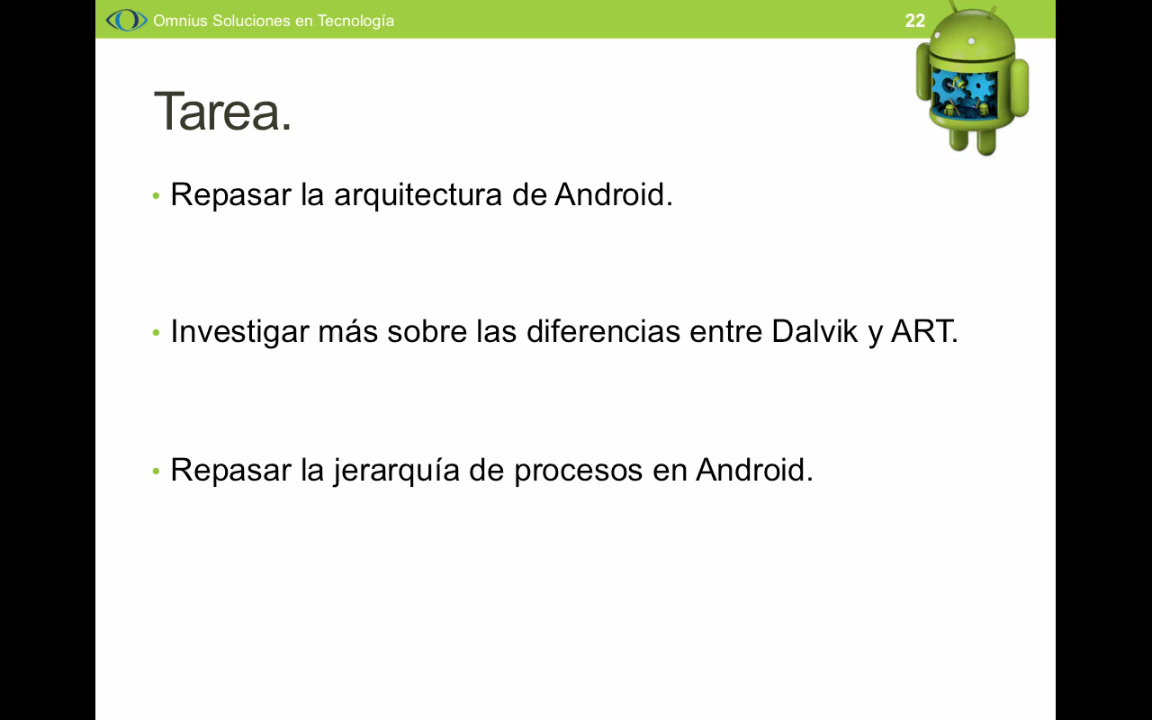 Omnius Soluciones en Tecnología
22
Tarea.
• Repasar la arquitectura de Android.
• Investigar más sobre las diferencias entre Dalvik y ART.
• Repasar la jerarquía de procesos en Android.